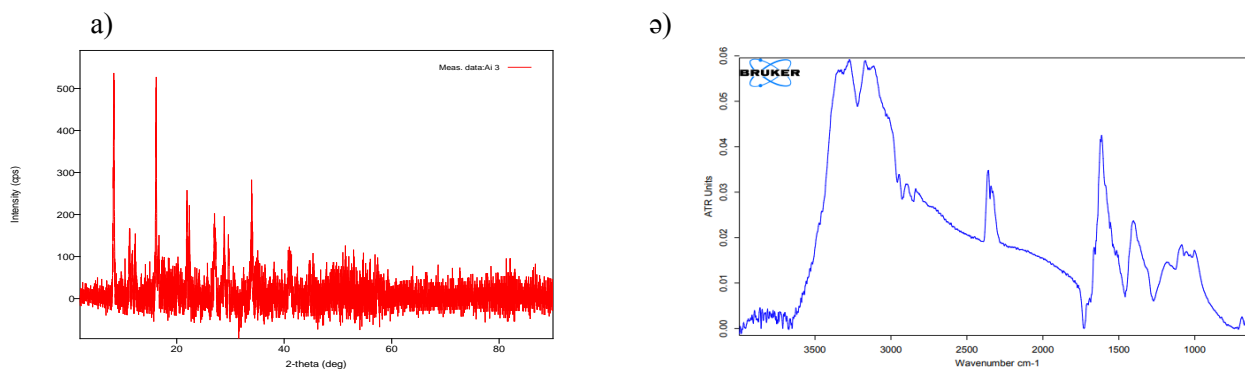 a)
Meas. data:Ai 3
500
400
300
200
100
0
Intensity (cps)
20
40
60
80
2-theta (deg)
ə)
BRUKER
0.06
0.05
0.04
0.03
0.02
0.01
0.00
ATR Units
3500
3000
2500
2000
1500
1000
Wavenumber cm-1